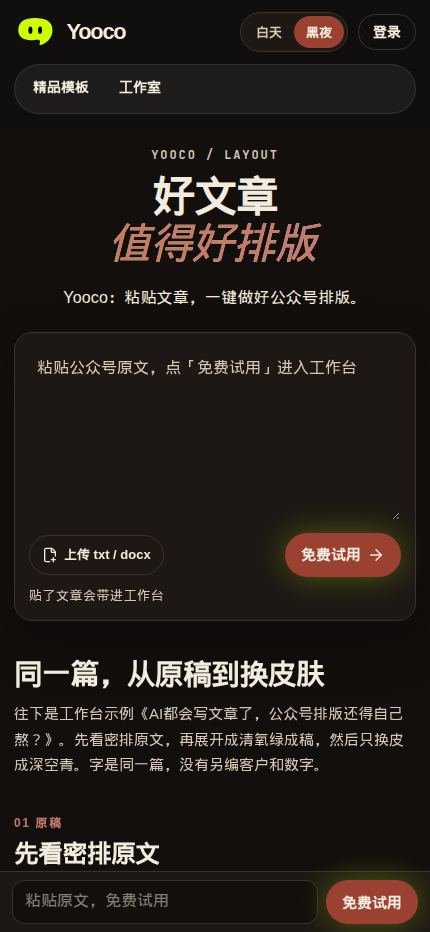 Yooco
白天
黑夜
登录
精品模板
工作室
YOOCO / LAYOUT
好文章
值得好排版
Yooco：粘贴文章，一键做好公众号排版。
粘贴公众号原文，点「免费试用」进入工作台
上传 txt / docx
免费试用
贴了文章会带进工作台
同一篇，从原稿到换皮肤
往下是工作台示例《AI都会写文章了，公众号排版还得自己
熬？》。先看密排原文，再展开成清氧绿成稿，然后只换皮
成深空青。字是同一篇，没有另编客户和数字。
01 原稿
先看密排原文
粘贴原文，免费试用
免费试用